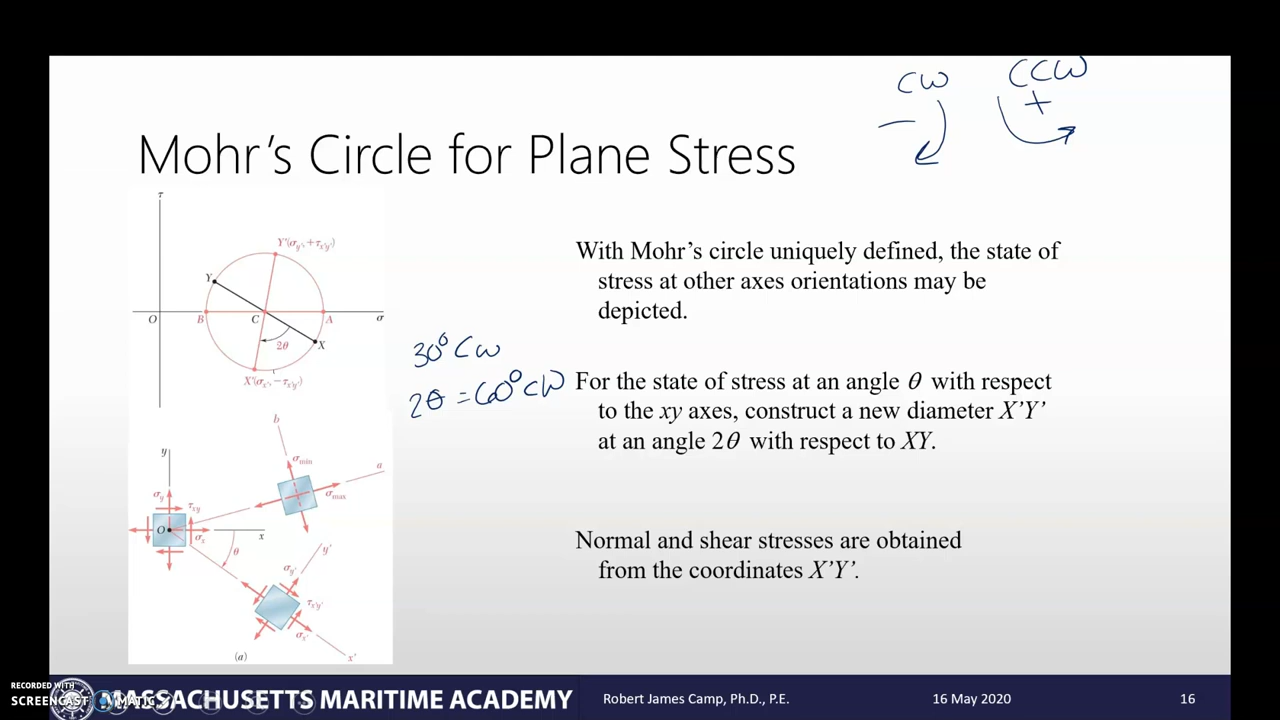 CW
CCW
−
+
Mohr’s Circle for Plane Stress
τ
Y'(σy', +τx'y')
Y
O
B
C
A
σ
2θ
X
X'(σx', −τx'y')
30° CW
2θ = 60° CW
With Mohr’s circle uniquely defined, the state of
stress at other axes orientations may be
depicted.
For the state of stress at an angle θ with respect
to the xy axes, construct a new diameter X’Y’
at an angle 2θ with respect to XY.
b
y
σmin
a
σy
τxy
σmax
O
σx
x
θ
y'
σy'
τx'y'
σx'
(a)
x'
Normal and shear stresses are obtained
from the coordinates X’Y’.
RECORDED WITH
SCREENCAST MATIC
MASSACHUSETTS MARITIME ACADEMY
Robert James Camp, Ph.D., P.E.
16 May 2020
16